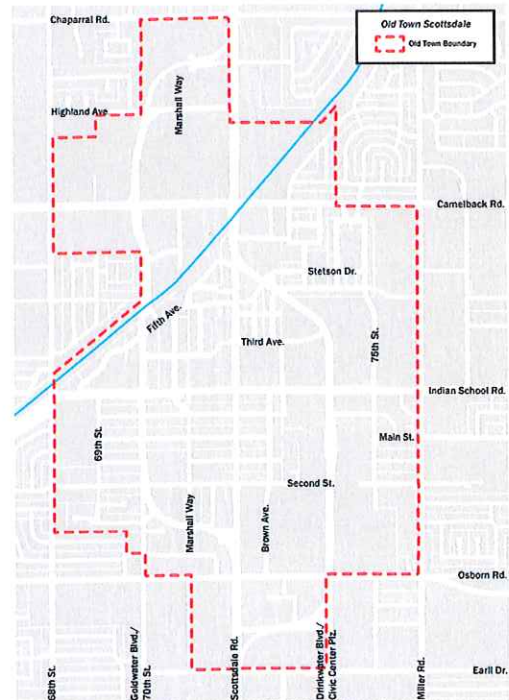 Old Town Scottsdale
Old Town Boundary
Chaparral Rd.
Marshall Way
Highland Ave
Camelback Rd.
Stetson Dr.
Fifth Ave.
Third Ave.
75th St.
Indian School Rd.
69th St.
Main St.
Second St.
Marshall Way
Brown Ave.
Osborn Rd.
68th St.
Goldwater Blvd./
70th St.
Scottsdale Rd.
Drinkwater Blvd./
Civic Center Plz.
Miller Rd.
Earll Dr.